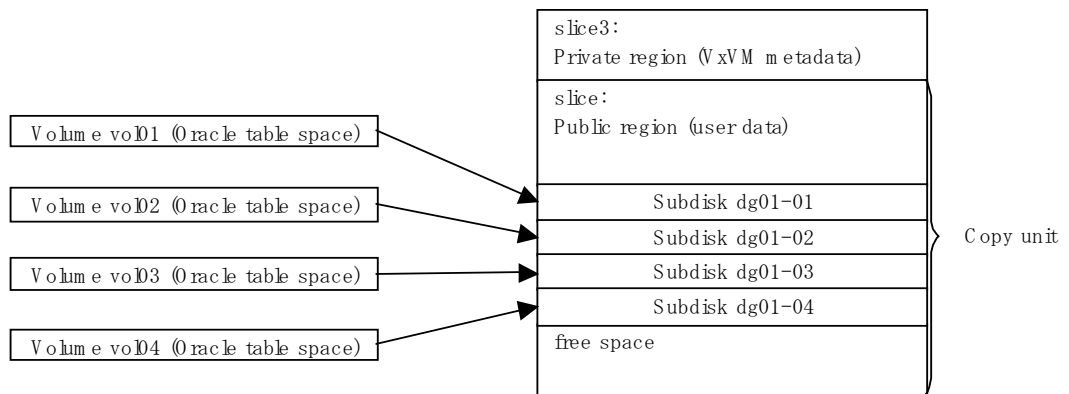 slice3:
Private region (VxVM metadata)
slice:
Public region (user data)
Volume vol01 (Oracle table space)
Volume vol02 (Oracle table space)
Volume vol03 (Oracle table space)
Volume vol04 (Oracle table space)
Subdisk dg01-01
Subdisk dg01-02
Subdisk dg01-03
Subdisk dg01-04
free space
Copy unit